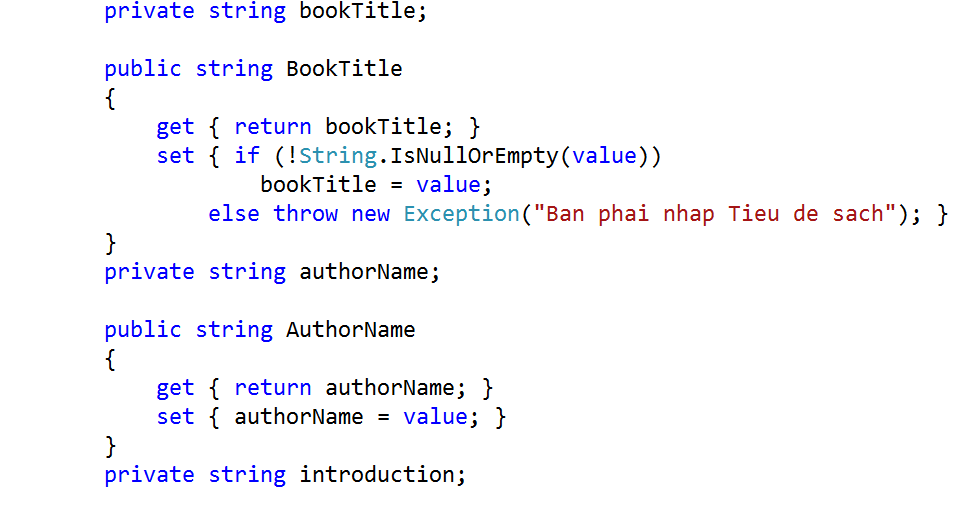 private string bookTitle;
public string BookTitle
{
get { return bookTitle; }
set { if (!String.IsNullOrEmpty(value))
bookTitle = value;
else throw new Exception("Ban phai nhap Tieu de sach"); }
}
private string authorName;
public string AuthorName
{
get { return authorName; }
set { authorName = value; }
}
private string introduction;